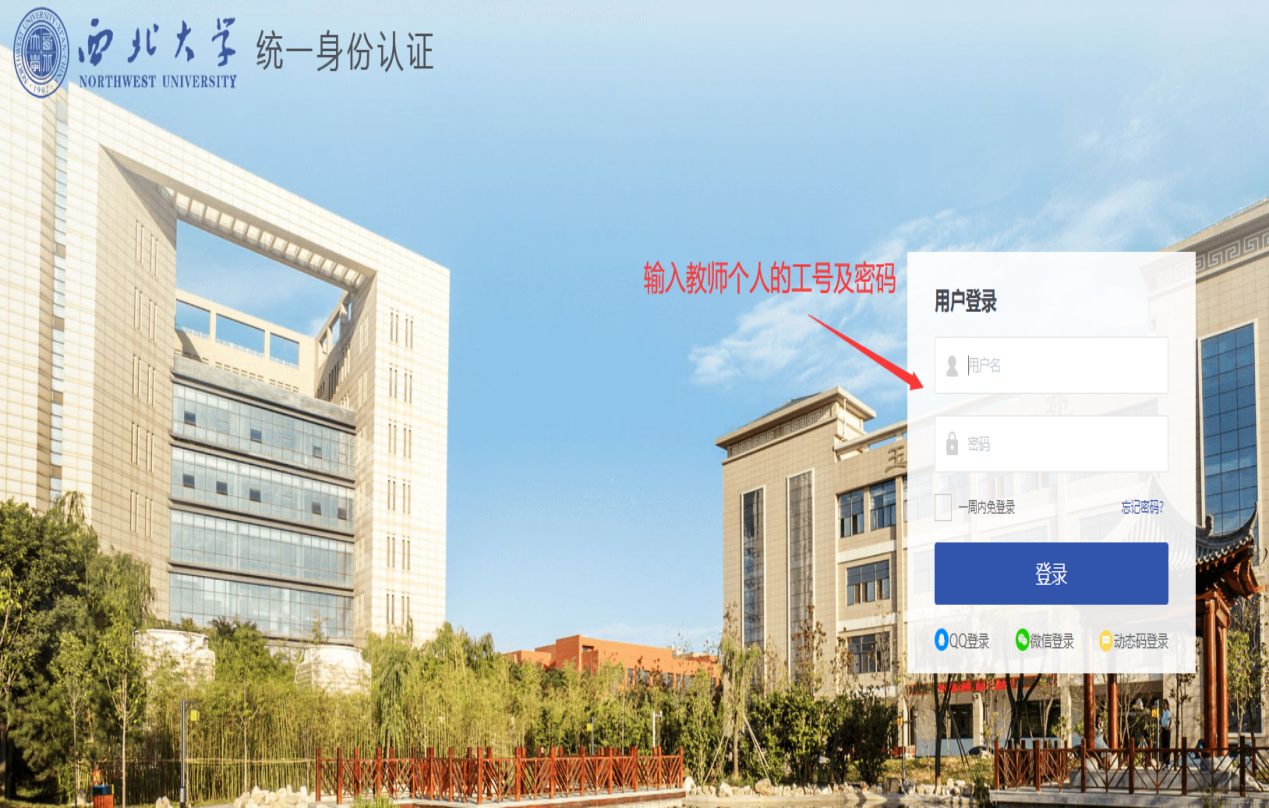 西北大学
NORTHWEST UNIVERSITY
统一身份认证
输入教师个人的工号及密码
用户登录
用户名
密码
一周内免登录
忘记密码?
登录
QQ登录
微信登录
动态码登录